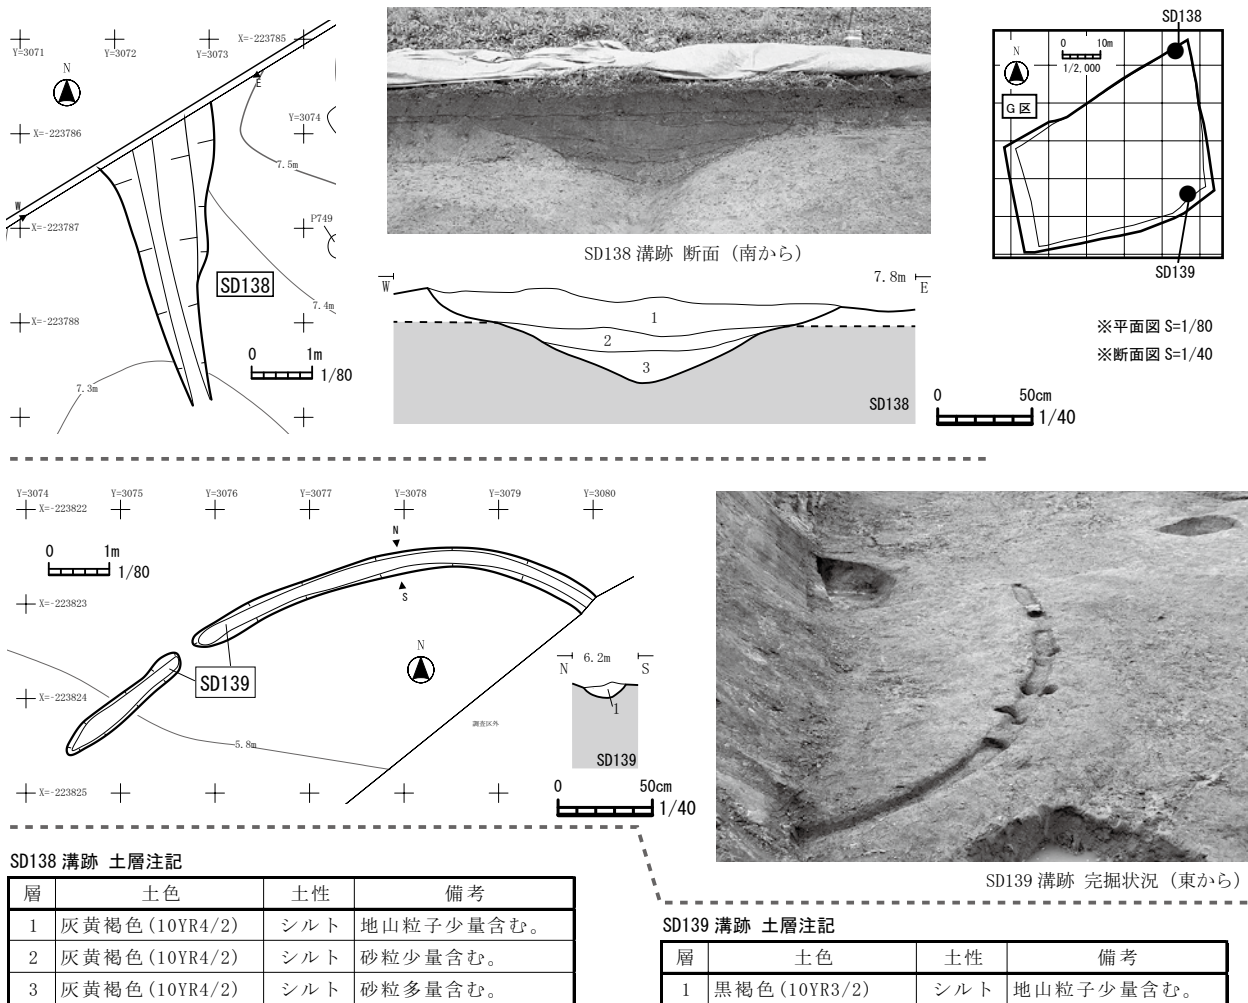 Y=3071
Y=3072
Y=3073
X=-223785
N
E
X=-223786
Y=3074
7.5m
W
X=-223787
P749
SD138
7.4m
X=-223788
0 1m
1/80
7.3m
SD138 溝跡 断面（南から）
W
7.8m
E
1
2
3
SD138
0 50cm
1/40
SD138
N
0 10m
1/2,000
G 区
SD139
※平面図 S=1/80
※断面図 S=1/40
Y=3074
Y=3075
Y=3076
Y=3077
Y=3078
Y=3079
Y=3080
X=-223822
N
0 1m
1/80
S
X=-223823
N
SD139
X=-223824
5.8m
調査区外
X=-223825
N
6.2m
S
1
SD139
0 50cm
1/40
SD139 溝跡 完掘状況（東から）
SD138 溝跡 土層注記
層 土色 土性 備考
1 灰黄褐色(10YR4/2) シルト 地山粒子少量含む。
2 灰黄褐色(10YR4/2) シルト 砂粒少量含む。
3 灰黄褐色(10YR4/2) シルト 砂粒多量含む。
SD139 溝跡 土層注記
層 土色 土性 備考
1 黒褐色(10YR3/2) シルト 地山粒子少量含む。